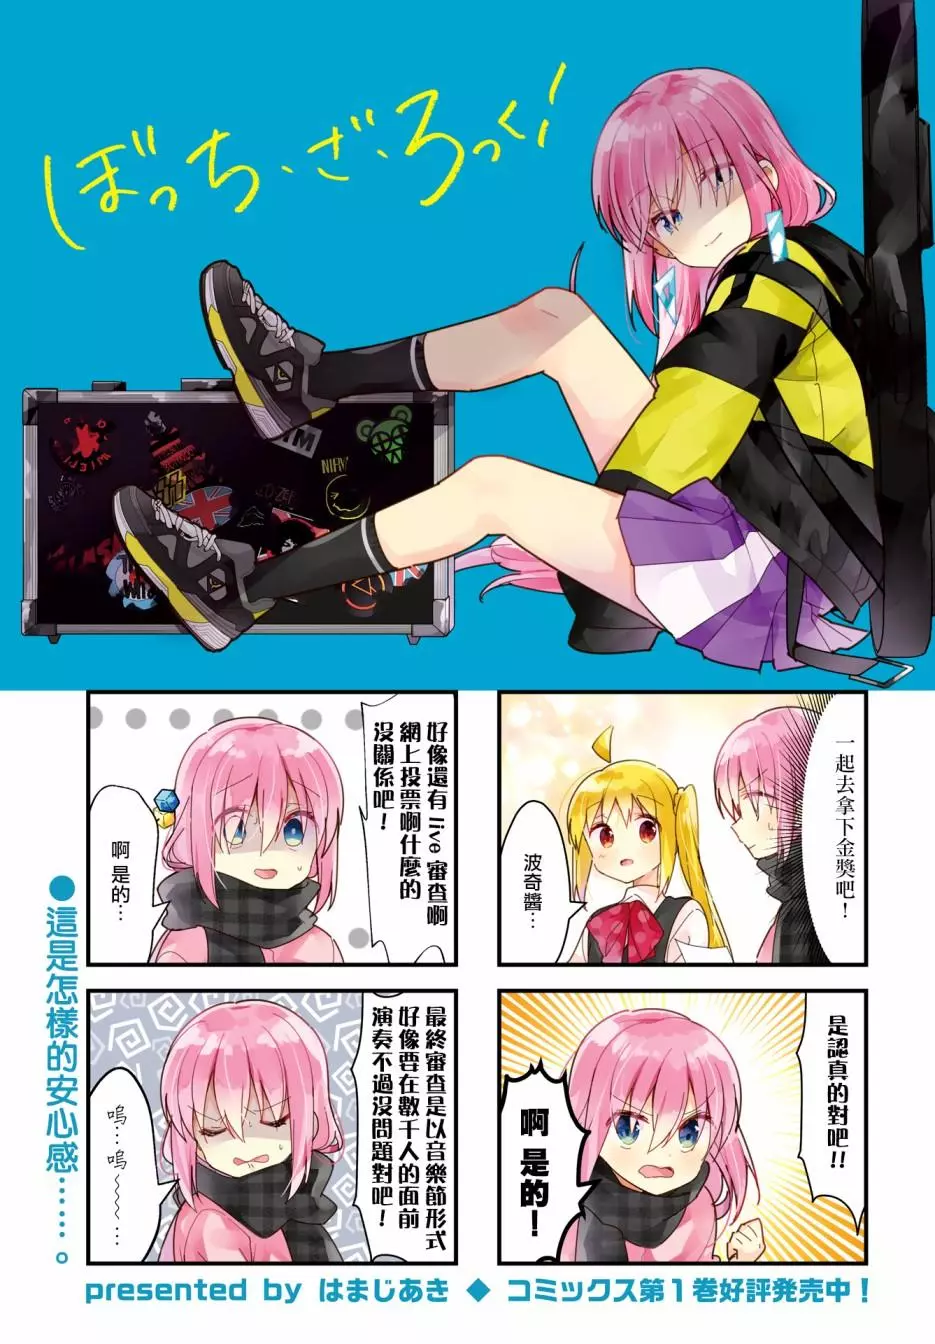 ぼっち・ざ・ろっく!
NIRV
一起去拿下金獎吧!
波奇醬…
是認真的對吧!!
啊 是的!
好像還有 live 審查啊
網上投票啊什麼的
沒關係吧!
啊 是的…
最終審查是以音樂節形式
好像要在數千人的面前
演奏不過沒問題對吧!
嗚…嗚~~~~…
●這是怎樣的安心感……。
presented by はまじあき ◆ コミックス第1巻好評発売中!